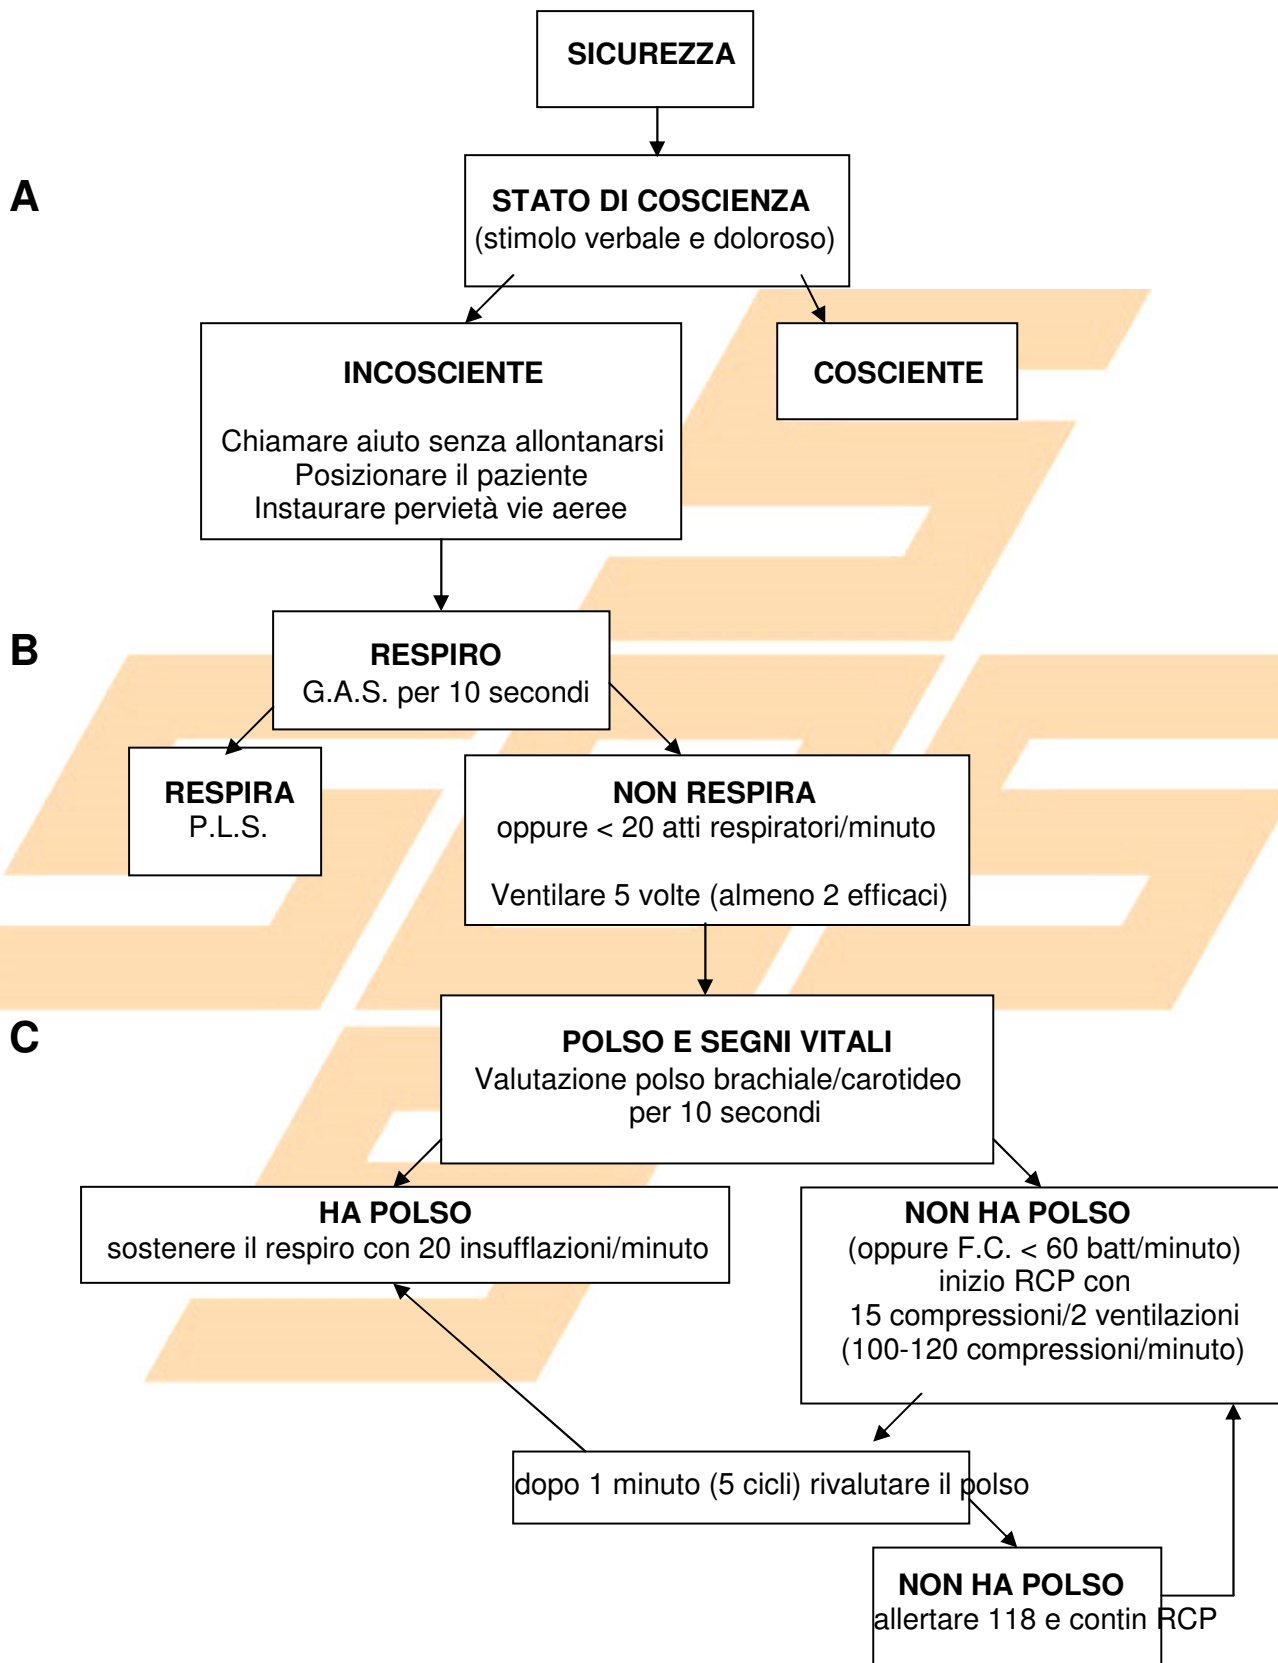 SICUREZZA
A
STATO DI COSCIENZA
(stimolo verbale e doloroso)
INCOSCIENTE
Chiamare aiuto senza allontanarsi
Posizionare il paziente
Instaurare pervietà vie aeree
COSCIENTE
B
RESPIRO
G.A.S. per 10 secondi
RESPIRA
P.L.S.
NON RESPIRA
oppure < 20 atti respiratori/minuto
Ventilare 5 volte (almeno 2 efficaci)
C
POLSO E SEGNI VITALI
Valutazione polso brachiale/carotideo
per 10 secondi
HA POLSO
sostenere il respiro con 20 insufflazioni/minuto
NON HA POLSO
(oppure F.C. < 60 batt/minuto)
inizio RCP con
15 compressioni/2 ventilazioni
(100-120 compressioni/minuto)
dopo 1 minuto (5 cicli) rivalutare il polso
NON HA POLSO
allertare 118 e contin RCP